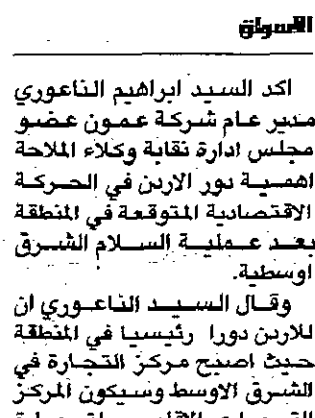 الاسواق
اكد السيد ابراهيم الناعوري
مدير عام شركة عمون عضو
مجلس ادارة نقابة وكلاء الملاحة
اهمية دور الاردن في الحركة
الاقتصادية المتوقعة في المنطقة
بعد عملية السلام الشرق
اوسطية.
وقال السيد الناعوري ان
للاردن دورا رئيسيا في المنطقة
حيث اصبح مركز التجارة في
الشرق الاوسط وسيكون المركز